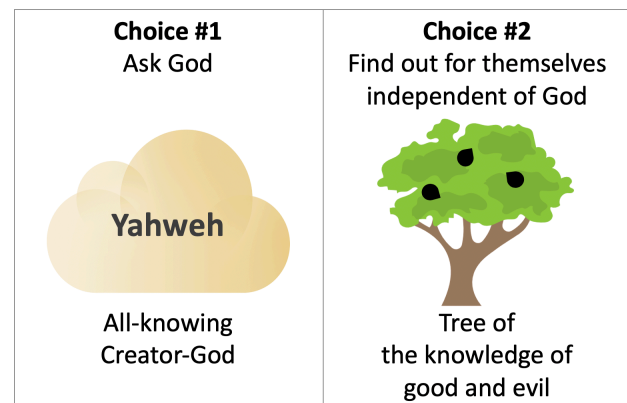 Choice #1
Ask God
Yahweh
All-knowing
Creator-God
Choice #2
Find out for themselves
independent of God
Tree of
the knowledge of
good and evil